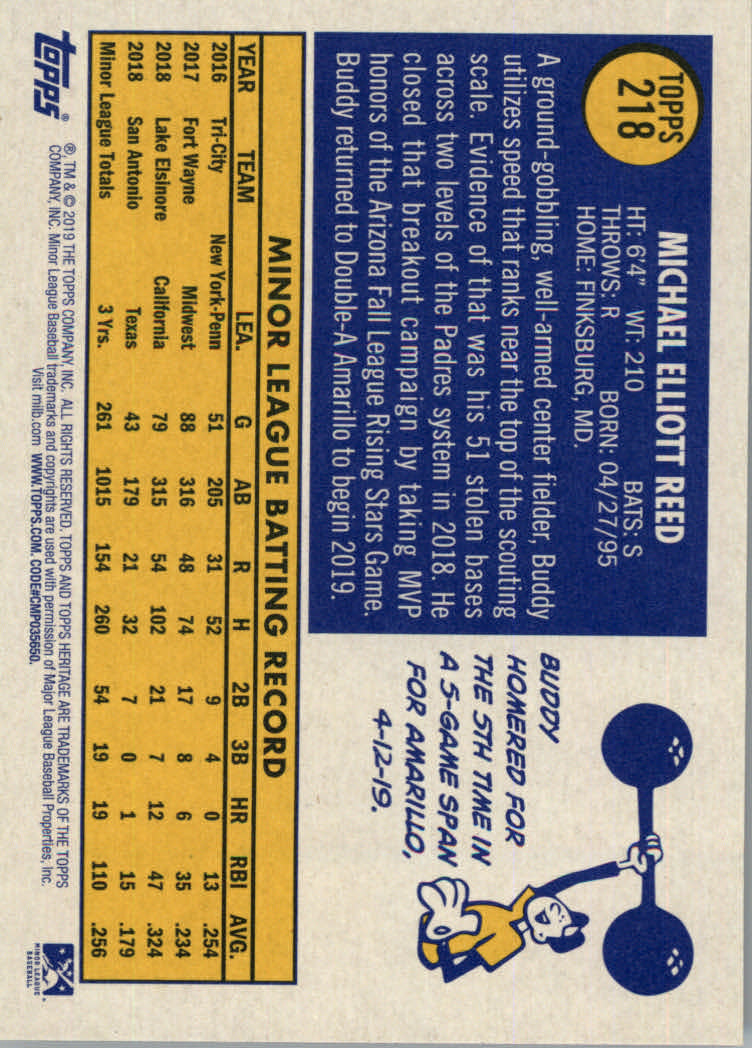 TOPPS
218
MICHAEL ELLIOTT REED
HT: 6'4" WT: 210 BATS: S
THROWS: R BORN: 04/27/95
HOME: FINKSBURG, MD.
A ground-gobbling, well-armed center fielder, Buddy
utilizes speed that ranks near the top of the scouting
scale. Evidence of that was his 51 stolen bases
across two levels of the Padres system in 2018. He
closed that breakout campaign by taking MVP
honors of the Arizona Fall League Rising Stars Game.
Buddy returned to Double-A Amarillo to begin 2019.
BUDDY
HOMERED FOR
THE 5TH TIME IN
A 5-GAME SPAN
FOR AMARILLO,
4-12-19.
MINOR LEAGUE BATTING RECORD
YEAR TEAM LEA. G AB R H 2B 3B HR RBI AVG.
2016 Tri-City New York-Penn 51 205 31 52 9 4 0 13 .254
2017 Fort Wayne Midwest 88 316 48 74 17 8 6 35 .234
2018 Lake Elsinore California 79 315 54 102 21 7 12 47 .324
2018 San Antonio Texas 43 179 21 32 7 0 1 15 .179
Minor League Totals 3 Yrs. 261 1015 154 260 54 19 19 110 .256
topps®
®, TM & © 2019 THE TOPPS COMPANY, INC. ALL RIGHTS RESERVED. TOPPS AND TOPPS HERITAGE ARE TRADEMARKS OF THE TOPPS
COMPANY, INC. Minor League Baseball trademarks and copyrights are used with permission of Major League Baseball Properties, Inc.
Visit milb.com WWW.TOPPS.COM. CODE#CMP035650.
MINOR LEAGUE
BASEBALL